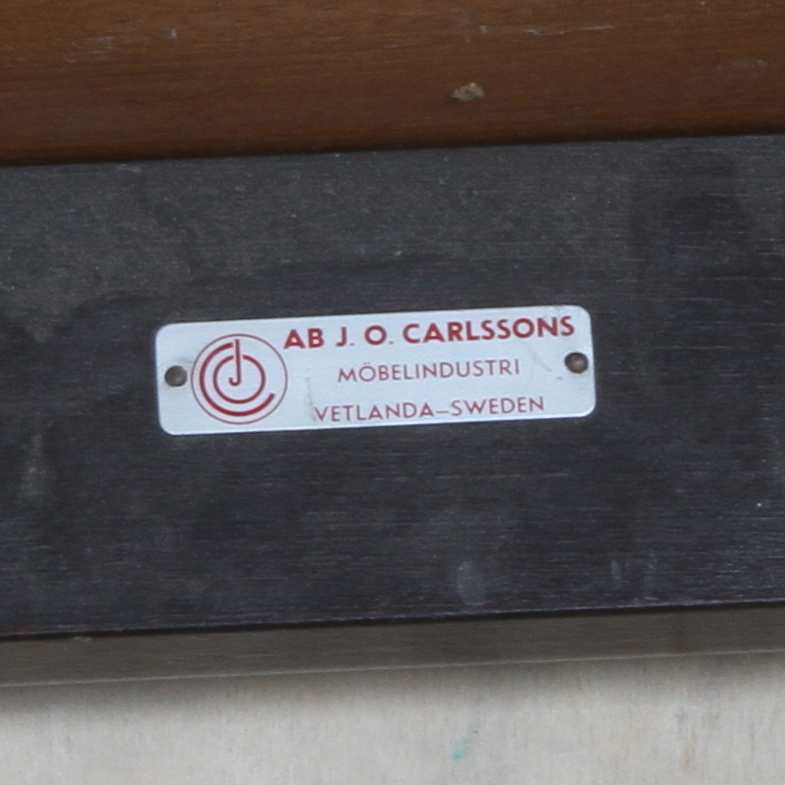 AB J. O. CARLSSONS
MÖBELINDUSTRI
VETLANDA–SWEDEN